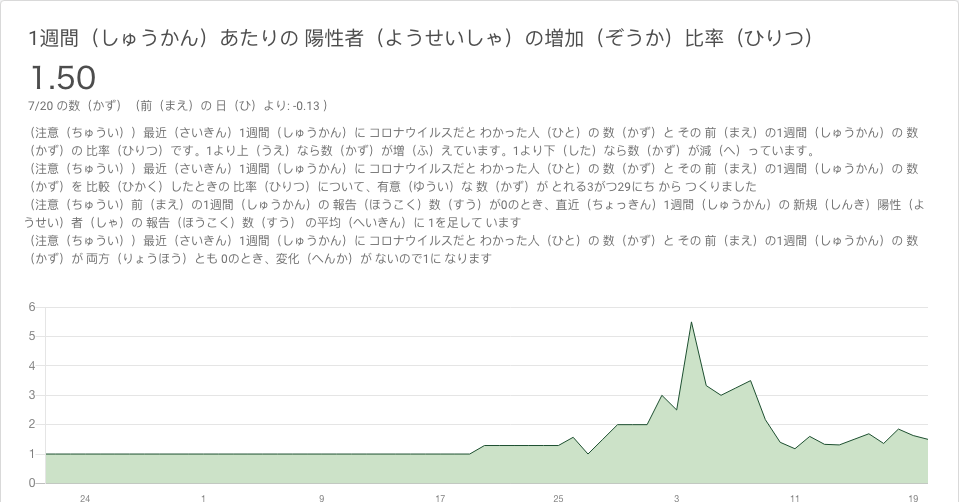 1週間（しゅうかん）あたりの 陽性者（ようせいしゃ）の増加（ぞうか）比率（ひりつ）
1.50
7/20 の数（かず）（前（まえ）の 日（ひ）より: -0.13 ）
（注意（ちゅうい））最近（さいきん）1週間（しゅうかん）に コロナウイルスだと わかった人（ひと）の 数（かず）と その 前（まえ）の1週間（しゅうかん）の 数
（かず）の 比率（ひりつ）です。1より上（うえ）なら数（かず）が増（ふ）えています。1より下（した）なら数（かず）が減（へ）っています。
（注意（ちゅうい））最近（さいきん）1週間（しゅうかん）に コロナウイルスだと わかった人（ひと）の 数（かず）と その 前（まえ）の1週間（しゅうかん）の 数
（かず）を 比較（ひかく）したときの 比率（ひりつ）について、有意（ゆうい）な 数（かず）が とれる3がつ29にち から つくりました
（注意（ちゅうい）前（まえ）の1週間（しゅうかん）の 報告（ほうこく）数（すう）が0のとき、直近（ちょっきん）1週間（しゅうかん）の 新規（しんき）陽性（よ
うせい）者（しゃ）の 報告（ほうこく）数（すう） の平均（へいきん）に 1を足して います
（注意（ちゅうい））最近（さいきん）1週間（しゅうかん）に コロナウイルスだと わかった人（ひと）の 数（かず）と その 前（まえ）の1週間（しゅうかん）の 数
（かず）が 両方（りょうほう）とも 0のとき、変化（へんか）が ないので1に なります
6
5
4
3
2
1
0
24 1 9 17 25 3 11 19